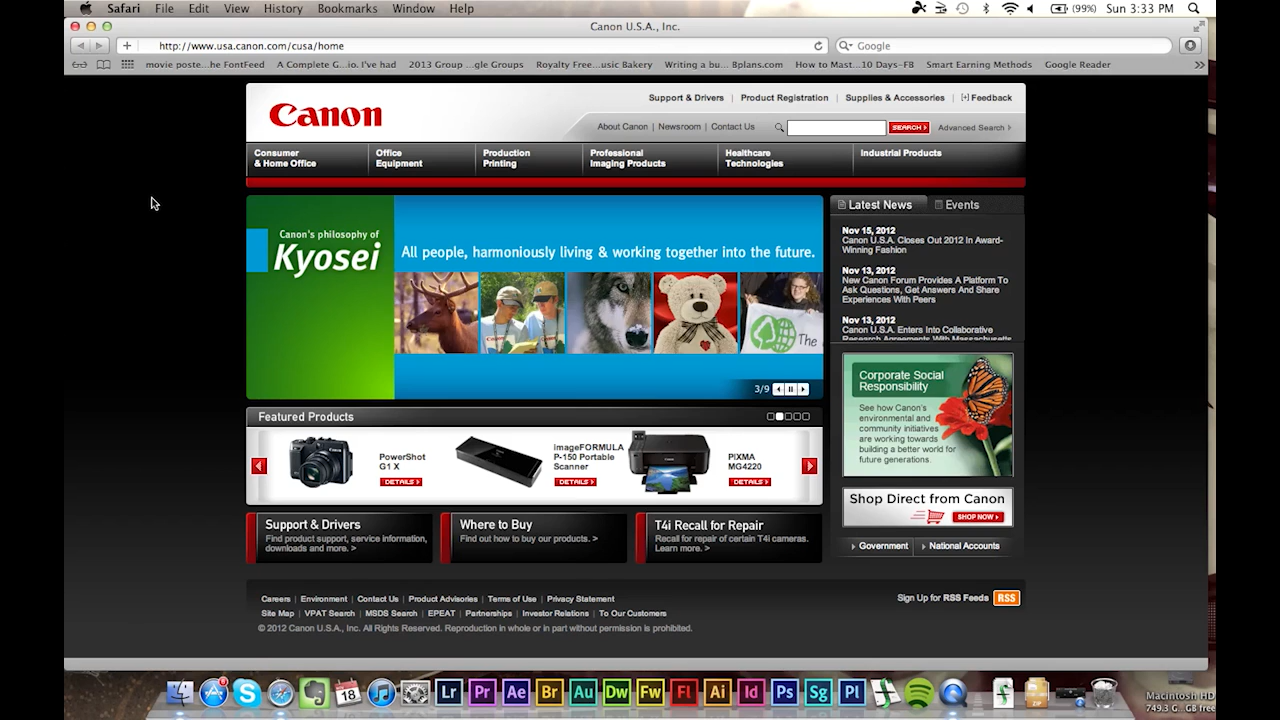 Safari File Edit View History Bookmarks Window Help
(99%) Sun 3:33 PM
Canon U.S.A., Inc.
http://www.usa.canon.com/cusa/home
Google
movie poste...he FontFeed A Complete G...io. I've had 2013 Group ...gle Groups Royalty Free...usic Bakery Writing a bu... Bplans.com How to Mast...10 Days-F8 Smart Earning Methods Google Reader
Canon
Support & Drivers | Product Registration | Supplies & Accessories | [+] Feedback
About Canon | Newsroom | Contact Us
SEARCH
Advanced Search
Consumer
& Home Office
Office
Equipment
Production
Printing
Professional
Imaging Products
Healthcare
Technologies
Industrial Products
Canon's philosophy of
Kyosei
All people, harmoniously living & working together into the future.
The
3/9
Latest News
Events
Nov 15, 2012
Canon U.S.A. Closes Out 2012 In Award-
Winning Fashion
Nov 13, 2012
New Canon Forum Provides A Platform To
Ask Questions, Get Answers And Share
Experiences With Peers
Nov 13, 2012
Canon U.S.A. Enters Into Collaborative
Research Agreements With Massachusetts
Featured Products
PowerShot
G1 X
DETAILS
imageFORMULA
P-150 Portable
Scanner
DETAILS
PIXMA
MG4220
DETAILS
Corporate Social
Responsibility
See how Canon's
environmental and
community initiatives
are working towards
building a better world for
future generations.
Shop Direct from Canon
SHOP NOW
Government
National Accounts
Support & Drivers
Find product support, service information,
downloads and more. >
Where to Buy
Find out how to buy our products. >
T4i Recall for Repair
Recall for repair of certain T4i cameras.
Learn more. >
Careers | Environment | Contact Us | Product Advisories | Terms of Use | Privacy Statement
Site Map | VPAT Search | MSDS Search | EPEAT | Partnerships | Investor Relations | To Our Customers
© 2012 Canon U.S.A., Inc. All Rights Reserved. Reproduction in whole or in part without permission is prohibited.
Sign Up for RSS Feeds RSS
18 Lr Pr Ae Br Au Dw Fw Fl Ai Id Ps Sg Pl
Macintosh HD
749.3 G...GB free